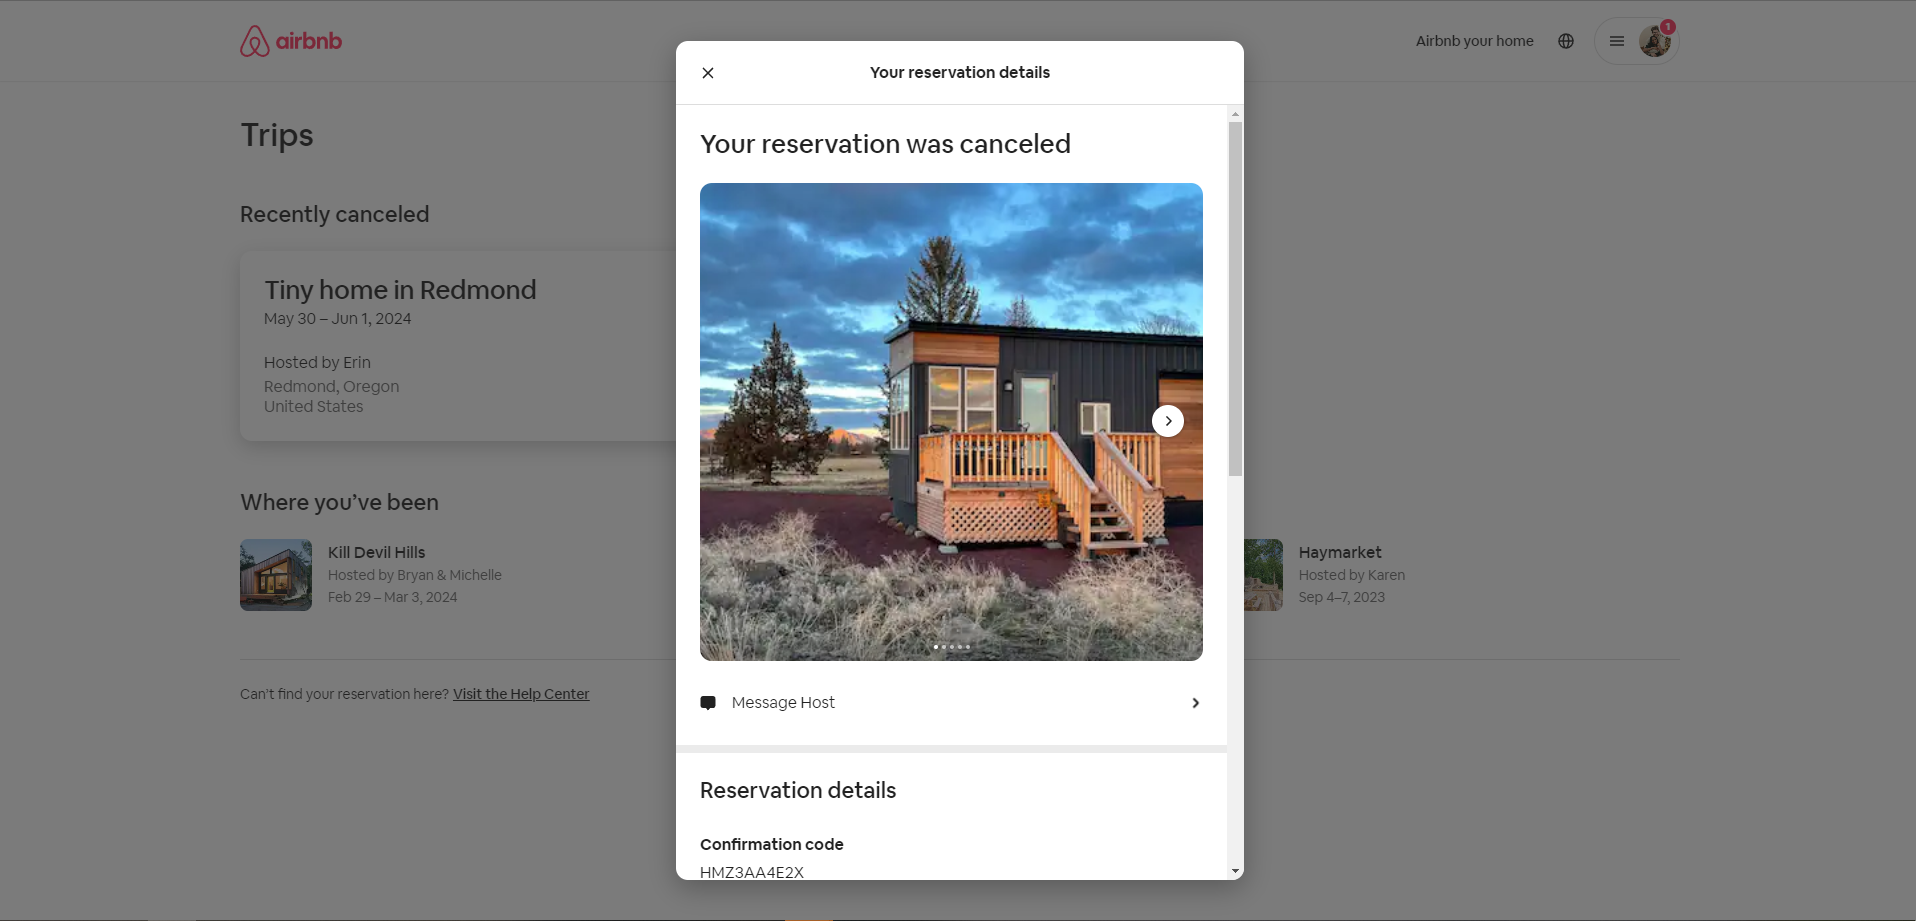 airbnb
Airbnb your home
1
Trips
Recently canceled
Tiny home in Redmond
May 30 – Jun 1, 2024
Hosted by Erin
Redmond, Oregon
United States
Where you’ve been
Kill Devil Hills
Hosted by Bryan & Michelle
Feb 29 – Mar 3, 2024
Haymarket
Hosted by Karen
Sep 4–7, 2023
Can’t find your reservation here? Visit the Help Center
Your reservation details
Your reservation was canceled
Message Host
Reservation details
Confirmation code
HMZ3AA4E2X